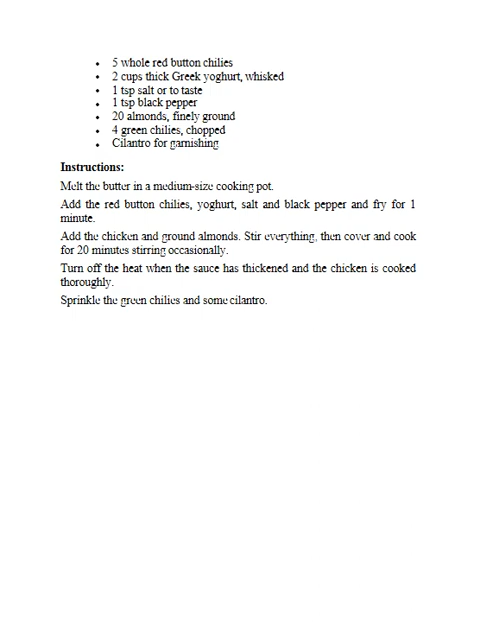 • 5 whole red button chilies
• 2 cups thick Greek yoghurt, whisked
• 1 tsp salt or to taste
• 1 tsp black pepper
• 20 almonds, finely ground
• 4 green chilies, chopped
• Cilantro for garnishing
Instructions:
Melt the butter in a medium-size cooking pot.
Add the red button chilies, yoghurt, salt and black pepper and fry for 1
minute.
Add the chicken and ground almonds. Stir everything, then cover and cook
for 20 minutes stirring occasionally.
Turn off the heat when the sauce has thickened and the chicken is cooked
thoroughly.
Sprinkle the green chilies and some cilantro.